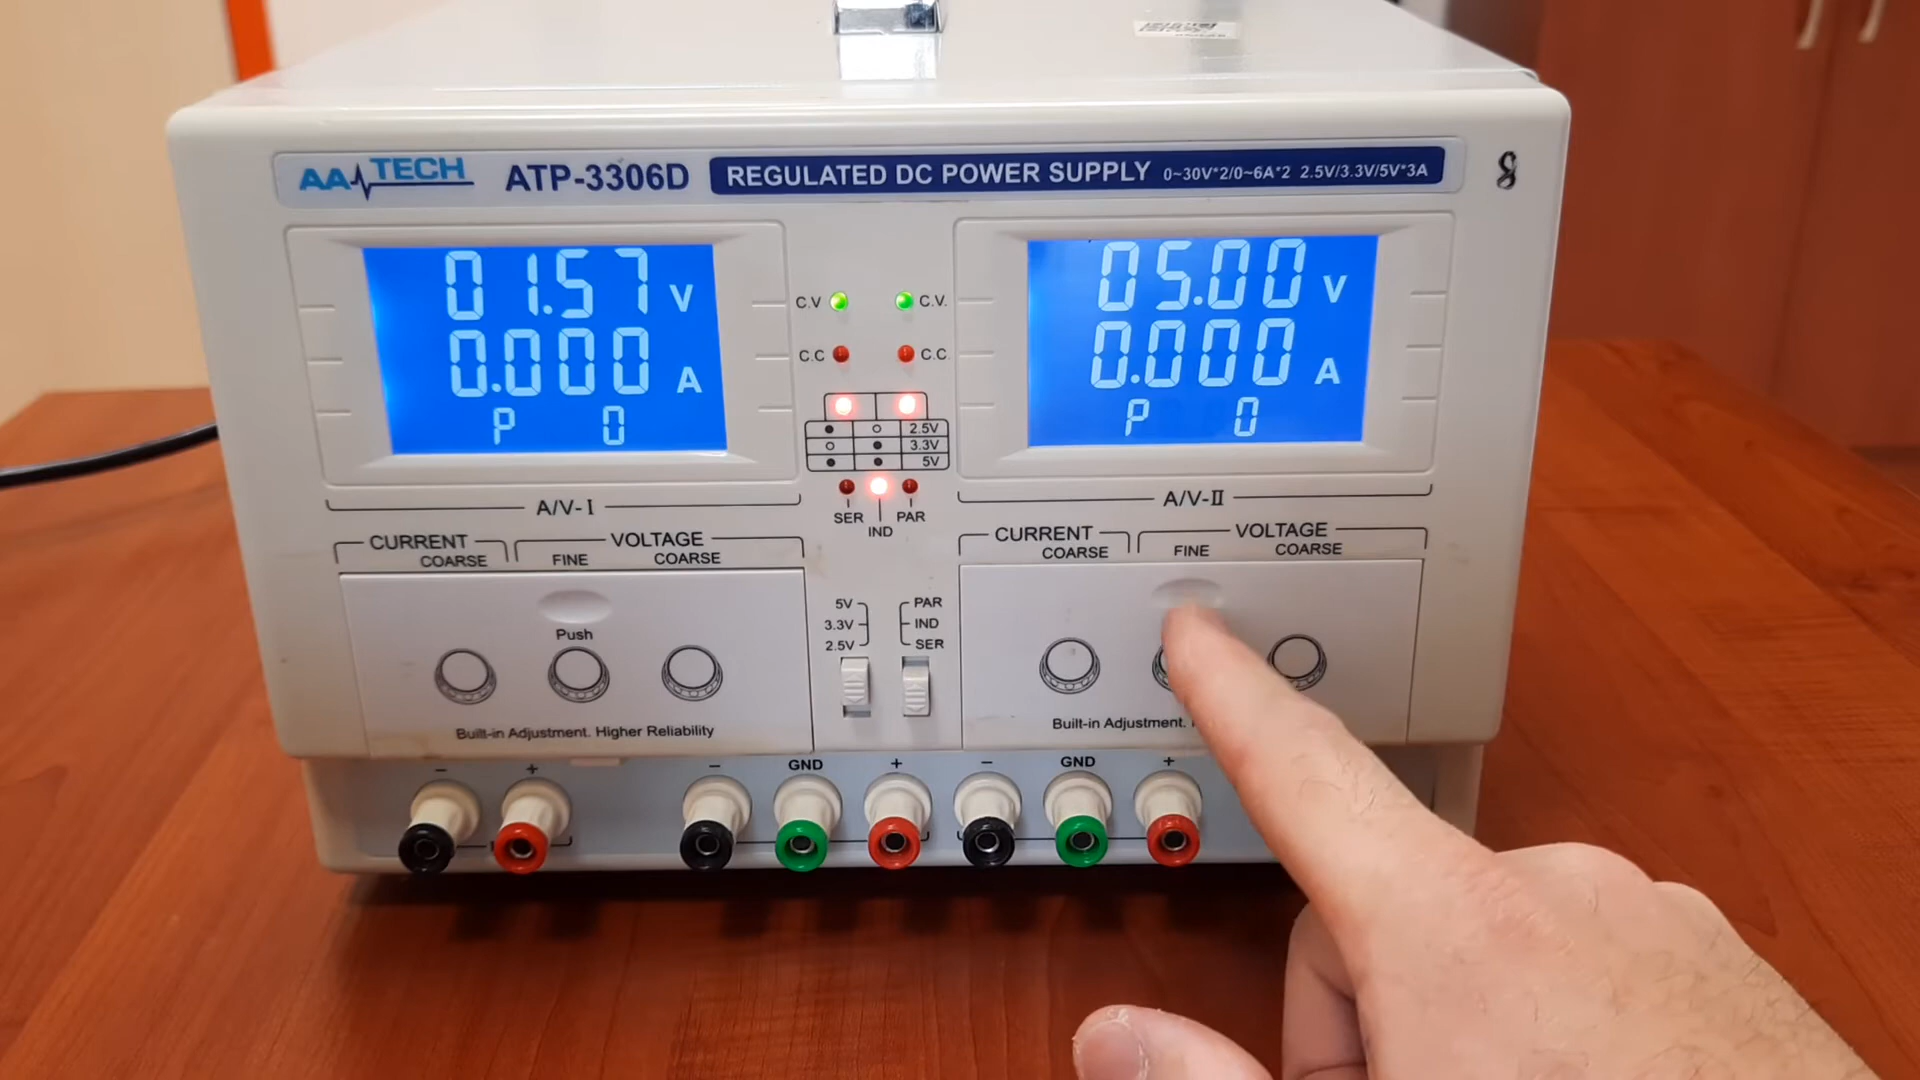 AATECH ATP-3306D REGULATED DC POWER SUPPLY 0~30V*2/0~6A*2 2.5V/3.3V/5V*3A
8
01.57 V
0.000 A
P 0
C.V C.V.
C.C C.C.
2.5V
3.3V
5V
SER IND PAR
05.00 V
0.000 A
P 0
A/V-I
A/V-II
CURRENT VOLTAGE
COARSE FINE COARSE
Push
Built-in Adjustment. Higher Reliability
5V
3.3V
2.5V
PAR
IND
SER
CURRENT VOLTAGE
COARSE FINE COARSE
Built-in Adjustment.
− + − GND + − GND +